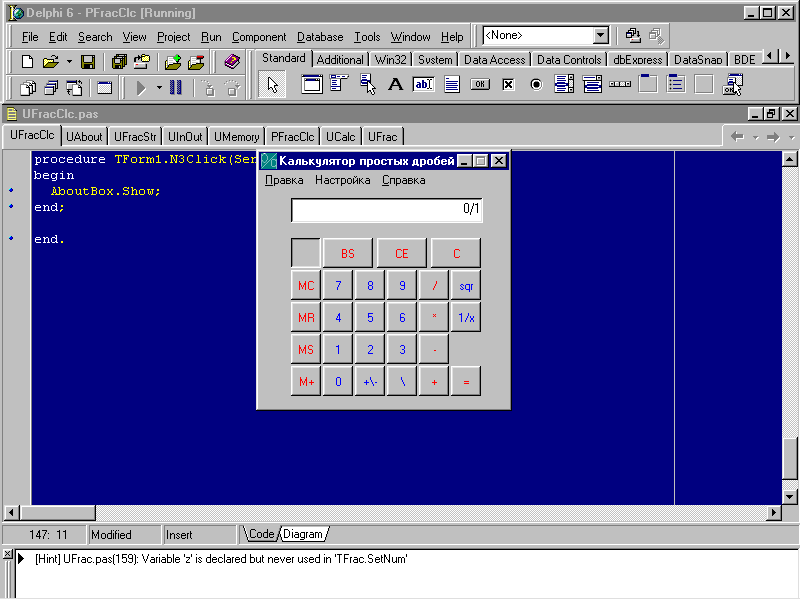 Delphi 6 - PFracClc [Running]
File Edit Search View Project Run Component Database Tools Window Help <None>
Standard Additional Win32 System Data Access Data Controls dbExpress DataSnap BDE
A ab OK
UFracClc.pas
UFracClc UAbout UFracStr UInOut UMemory PFracClc UCalc UFrac
procedure TForm1.N3Click(Ser
begin
AboutBox.Show;
end;
end.
Калькулятор простых дробей
Правка Настройка Справка
0/1
BS CE C
MC 7 8 9 / sqr
MR 4 5 6 * 1/x
MS 1 2 3 -
M+ 0 +\- \ + =
147: 11 Modified Insert Code Diagram
[Hint] UFrac.pas(159): Variable 'z' is declared but never used in 'TFrac.SetNum'